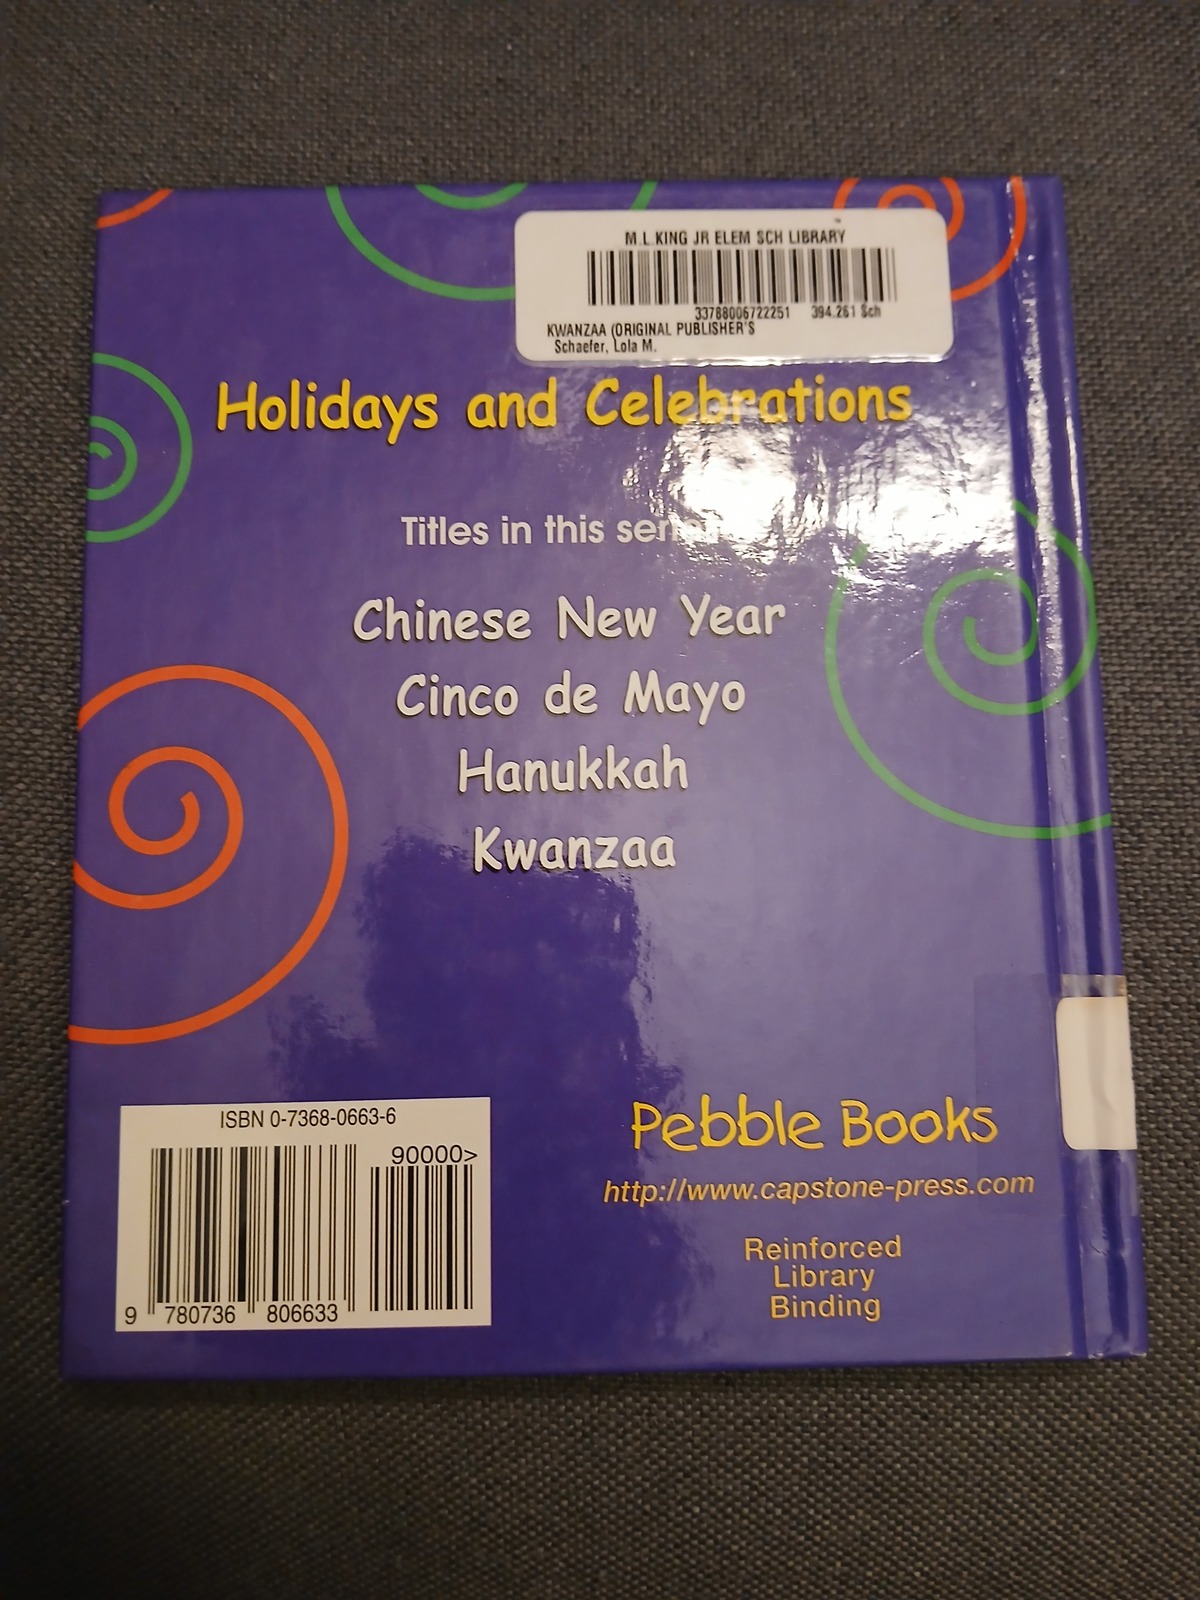 M.L.KING JR ELEM SCH LIBRARY
33788006722251 394.261 Sch
KWANZAA (ORIGINAL PUBLISHER'S
Schaefer, Lola M.
Holidays and Celebrations
Titles in this series
Chinese New Year
Cinco de Mayo
Hanukkah
Kwanzaa
ISBN 0-7368-0663-6
90000>
9 780736 806633
Pebble Books
http://www.capstone-press.com
Reinforced
Library
Binding